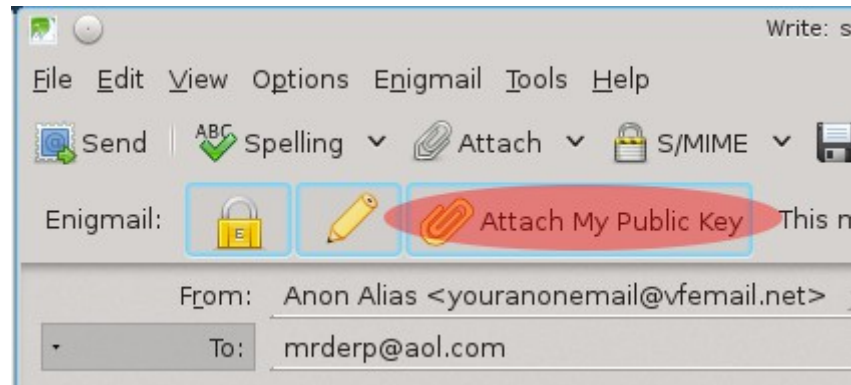 Write: s
File Edit View Options Enigmail Tools Help
Send ABC Spelling Attach S/MIME
Enigmail: E Attach My Public Key This m
From: Anon Alias <youranonemail@vfemail.net>
To: mrderp@aol.com